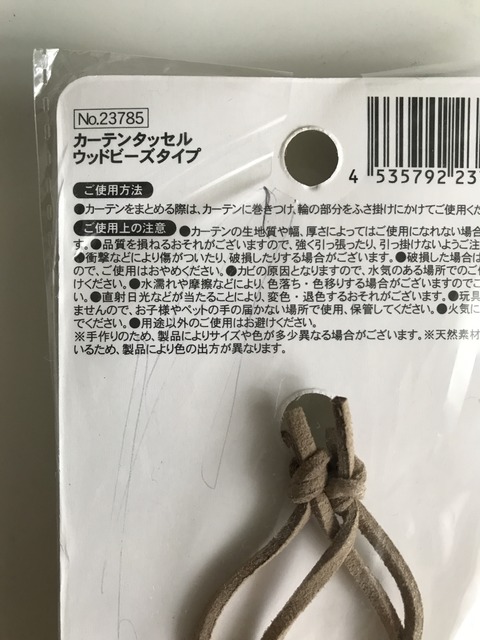 No.23785
カーテンタッセル
ウッドビーズタイプ
4 535792 23
ご使用方法
●カーテンをまとめる際は、カーテンに巻きつけ、輪の部分をふさ掛けにかけてご使用くだ
ご使用上の注意 ●カーテンの生地質や幅、厚さによってはご使用になれない場合
す。●品質を損ねるおそれがございますので、強く引っ張ったり、引っ掛けないようご注
●衝撃などにより傷がついたり、破損したりする場合がございます。●破損した場合は
ので、ご使用はおやめください。●カビの原因となりますので、水気のある場所でのご
けください。●水濡れや摩擦などにより、色落ち・色移りする場合がございますのでご
い。●直射日光などが当たることにより、変色・退色するおそれがございます。●玩具
ませんので、お子様やペットの手の届かない場所で使用、保管してください。●火気に
でください。●用途以外のご使用はお避けください。
※手作りのため、製品によりサイズや色が多少異なる場合がございます。※天然素材
いるため、製品により色の出方が異なります。